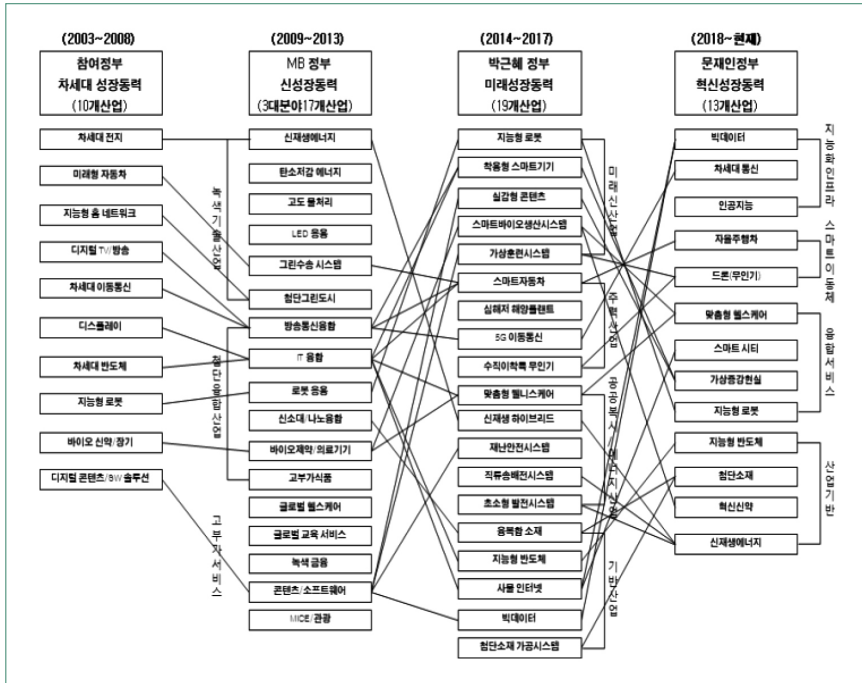 (2003~2008)
참여정부
차세대 성장동력
(10개산업)
차세대 전지
미래형 자동차
지능형 홈 네트워크
디지털 TV/방송
차세대 이동통신
디스플레이
차세대 반도체
지능형 로봇
바이오 신약/장기
디지털 콘텐츠/SW 솔루션
(2009~2013)
MB 정부
신성장동력
(3대분야17개산업)
녹색기술산업
첨단융합산업
고부가서비스
신재생에너지
탄소저감 에너지
고도 물처리
LED 응용
그린수송 시스템
첨단그린도시
방송통신융합
IT 융합
로봇 응용
신소대/나노융합
바이오제약/의료기기
고부가식품
글로벌 헬스케어
글로벌 교육 서비스
녹색 금융
콘텐츠/소프트웨어
MICE/관광
(2014~2017)
박근혜 정부
미래성장동력
(19개산업)
지능형 로봇
착용형 스마트기기
실감형 콘텐츠
스마트바이오생산시스템
가상훈련시스템
스마트자동차
심해저 해양플랜트
5G 이동통신
수직이착륙 무인기
맞춤형 웰니스케어
신재생 하이브리드
재난안전시스템
직류송배전시스템
초소형 발전시스템
융복합 소재
지능형 반도체
사물 인터넷
빅데이터
첨단소재 가공시스템
미래신산업
주력산업
공공복지/에너지산업
기반산업
(2018~현재)
문재인정부
혁신성장동력
(13개산업)
빅데이터
차세대 통신
인공지능
자율주행차
드론(무인기)
맞춤형 헬스케어
스마트 시티
가상증강현실
지능형 로봇
지능형 반도체
첨단소재
혁신신약
신재생에너지
지능화인프라
스마트이동체
융합서비스
산업기반